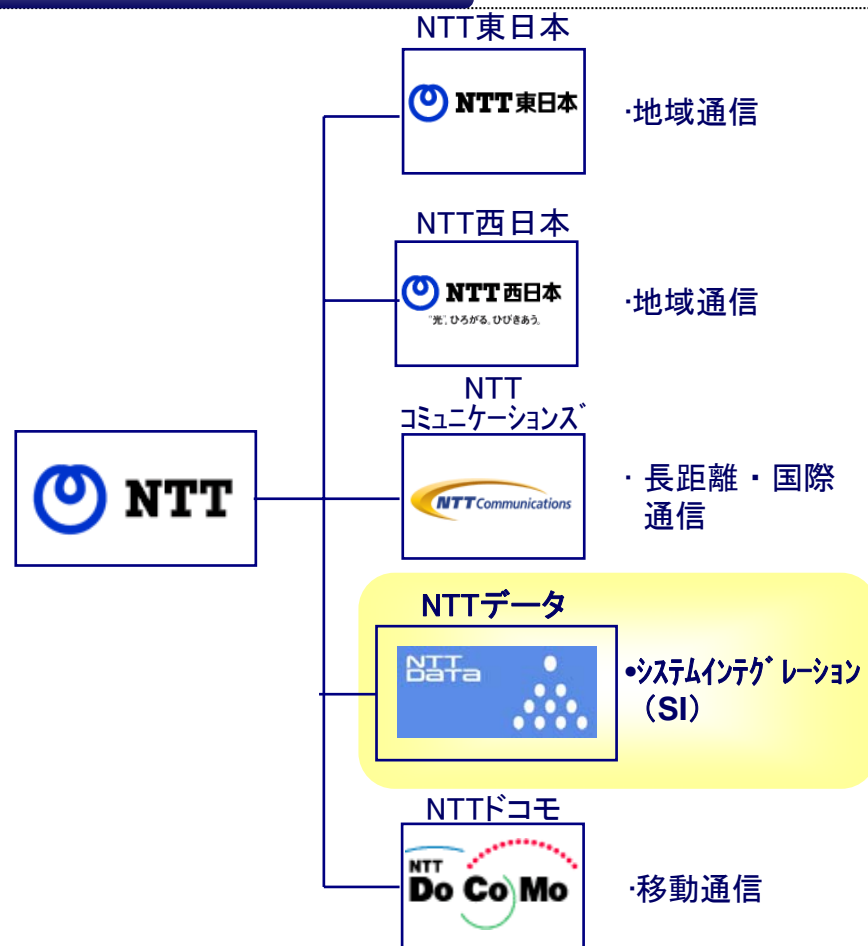 NTT東日本
NTT東日本
·地域通信
NTT西日本
NTT西日本
"光"、ひろがる。ひびきあう。
·地域通信
NTT
コミュニケーションズ
NTT Communications
· 長距離・国際
通信
NTT
NTTデータ
NTT
DaTa
•システムインテグレーション
（SI）
NTTドコモ
NTT
Do Co Mo
·移動通信